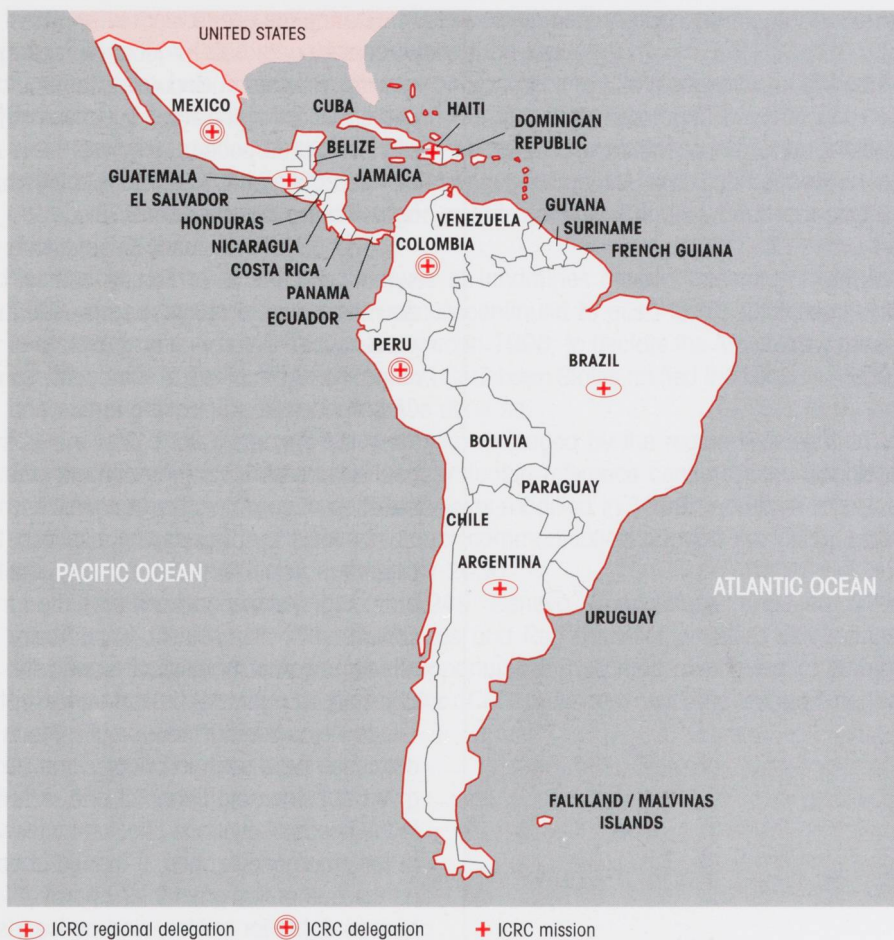 UNITED STATES
MEXICO
CUBA
HAITI
DOMINICAN
REPUBLIC
BELIZE
GUATEMALA
JAMAICA
EL SALVADOR
HONDURAS
NICARAGUA
COSTA RICA
PANAMA
VENEZUELA
GUYANA
SURINAME
FRENCH GUIANA
COLOMBIA
ECUADOR
PERU
BRAZIL
BOLIVIA
PARAGUAY
CHILE
ARGENTINA
PACIFIC OCEAN
ATLANTIC OCEAN
URUGUAY
FALKLAND / MALVINAS
ISLANDS
ICRC regional delegation
ICRC delegation
ICRC mission